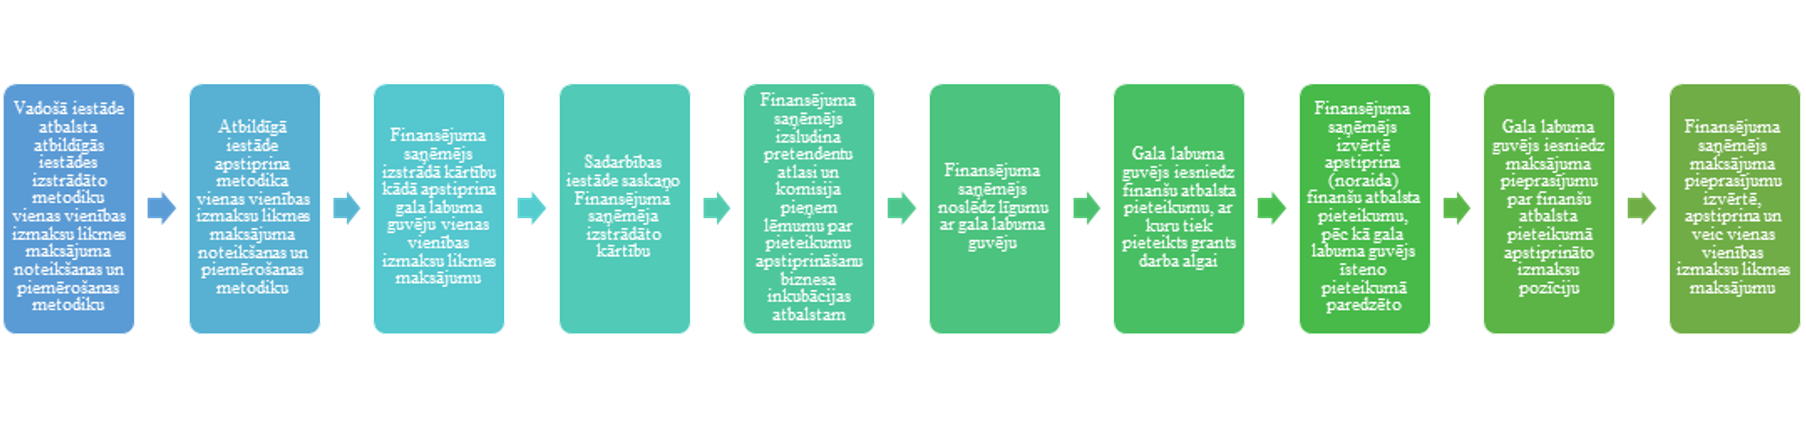 Vadošā iestāde
atbalsta
atbildīgās
iestādes
izstrādāto
metodiku
vienas vienības
izmaksu likmes
maksājuma
noteikšanas un
piemērošanas
metodiku
Atbildīgā
iestāde
apstiprina
metodika
vienas vienības
izmaksu likmes
maksājuma
noteikšanas un
piemērošanas
metodiku
Finansējuma
saņēmējs
izstrādā kārtību
kādā apstiprina
gala labuma
guvēju vienas
vienības
izmaksu likmes
maksājumu
Sadarbības
iestāde saskaņo
Finansējuma
saņēmēja
izstrādāto
kārtību
Finansējuma
saņēmējs
izsludina
pretendentu
atlasi un
komisija
pieņem
lēmumu par
pieteikumu
apstiprināšanu
biznesa
inkubācijas
atbalstam
Finansējuma
saņēmējs
noslēdz līgumu
ar gala labuma
guvēju
Gala labuma
guvējs iesniedz
finanšu atbalsta
pieteikumu, ar
kuru tiek
pieteikts grants
darba algai
Finansējuma
saņēmējs
izvērtē
apstiprina
(noraida)
finanšu atbalsta
pieteikumu,
pēc kā gala
labuma guvējs
īsteno
pieteikumā
paredzēto
Gala labuma
guvējs iesniedz
maksājuma
pieprasījumu
par finanšu
atbalsta
pieteikumā
apstiprināto
izmaksu
pozīciju
Finansējuma
saņēmējs
maksājuma
pieprasījumu
izvērtē,
apstiprina un
veic vienas
vienības
izmaksu likmes
maksājumu